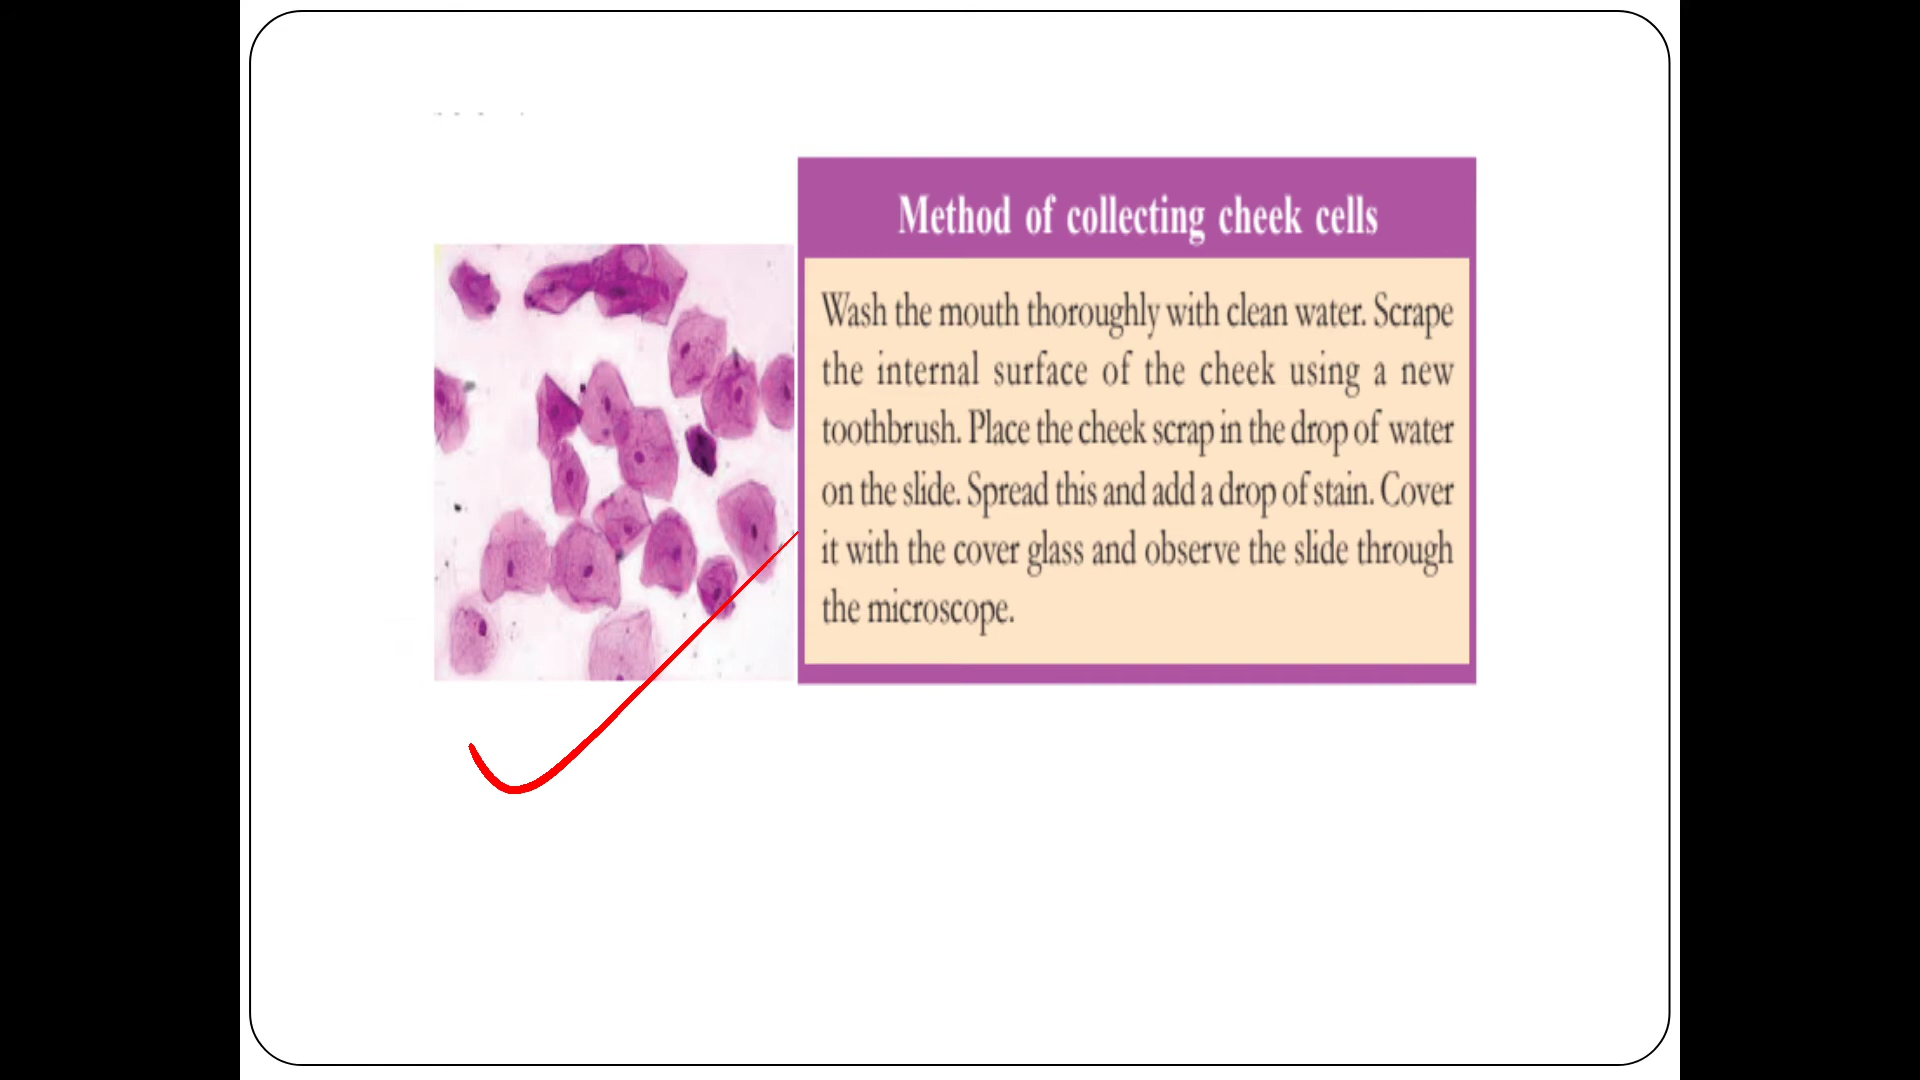 Method of collecting cheek cells
Wash the mouth thoroughly with clean water. Scrape
the internal surface of the cheek using a new
toothbrush. Place the cheek scrap in the drop of water
on the slide. Spread this and add a drop of stain. Cover
it with the cover glass and observe the slide through
the microscope.